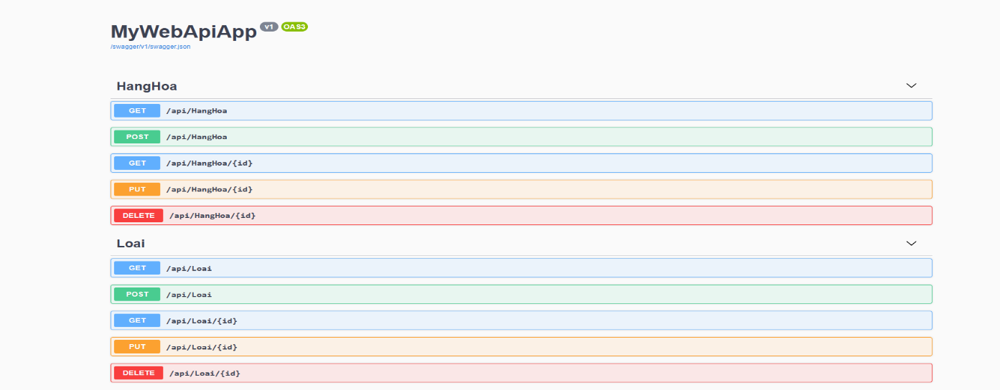 MyWebApiApp v1 OAS3
/swagger/v1/swagger.json
HangHoa
GET /api/HangHoa
POST /api/HangHoa
GET /api/HangHoa/{id}
PUT /api/HangHoa/{id}
DELETE /api/HangHoa/{id}
Loai
GET /api/Loai
POST /api/Loai
GET /api/Loai/{id}
PUT /api/Loai/{id}
DELETE /api/Loai/{id}